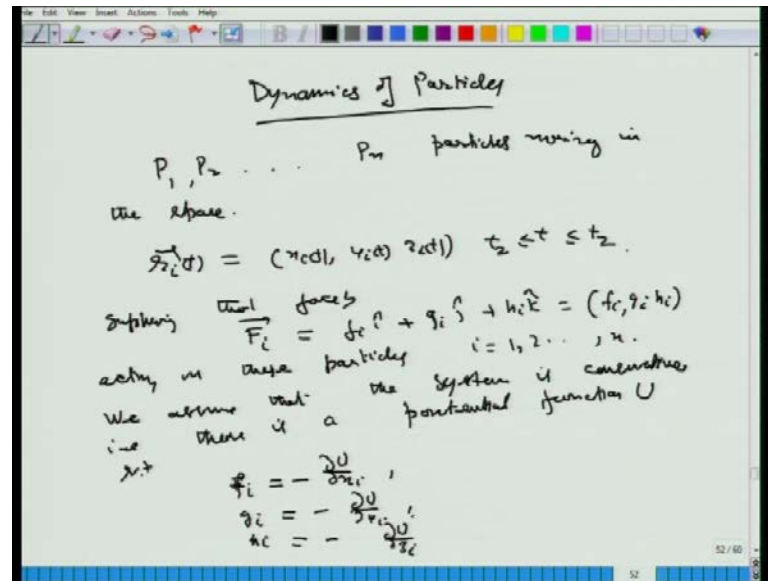 File Edit View Insert Actions Tools Help
Dynamics of Particles
P₁, P₂ . . . Pₙ particles moving in
the space.
r⃗ᵢ(t) = (xᵢ(t), yᵢ(t) zᵢ(t)) t₂ ≤ t ≤ t₂.
that forces
F⃗ᵢ = fᵢ î + gᵢ ĵ + hᵢ k̂ = (fᵢ, gᵢ hᵢ)
acting on these particles i = 1, 2 . . . , n.
We assume that the system is conservative
i.e there is a potential function U
s.t
fᵢ = - ∂U/∂xᵢ ,
gᵢ = - ∂U/∂yᵢ ,
hᵢ = - ∂U/∂zᵢ
52 / 60
52